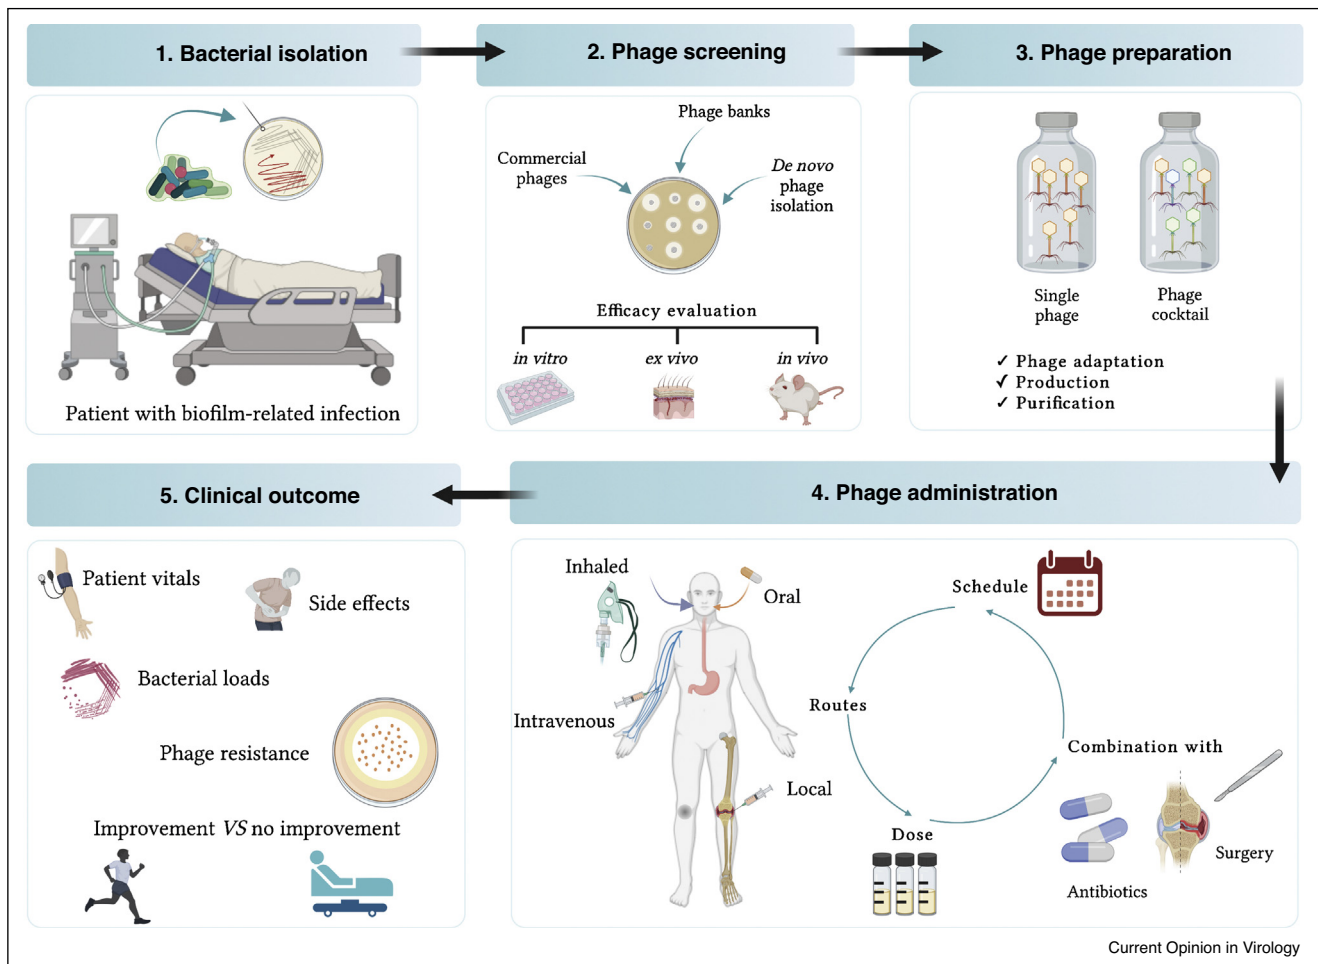 1. Bacterial isolation
Patient with biofilm-related infection
2. Phage screening
Phage banks
Commercial
phages
De novo
phage
isolation
Efficacy evaluation
in vitro
ex vivo
in vivo
3. Phage preparation
Single
phage
Phage
cocktail
✓ Phage adaptation
✓ Production
✓ Purification
4. Phage administration
Inhaled
Oral
Intravenous
Local
Schedule
Routes
Dose
Combination with
Antibiotics
Surgery
5. Clinical outcome
Patient vitals
Side effects
Bacterial loads
Phage resistance
Improvement VS no improvement
Current Opinion in Virology